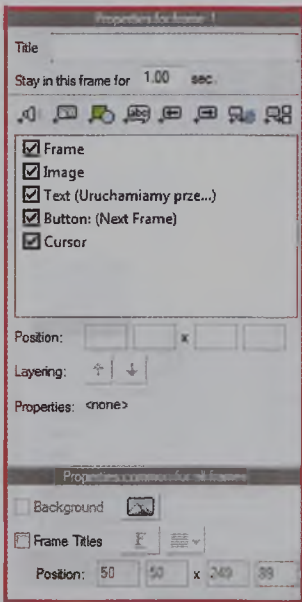 Properties for frame 1
Title
Stay in this frame for 1.00 sec.
abc
Frame
Image
Text (Uruchamiamy prze...)
Button: (Next Frame)
Cursor
Position: x
Layering:
Properties: <none>
Properties common for all frames
Background
Frame Titles F
Position: 50 50 x 249 89